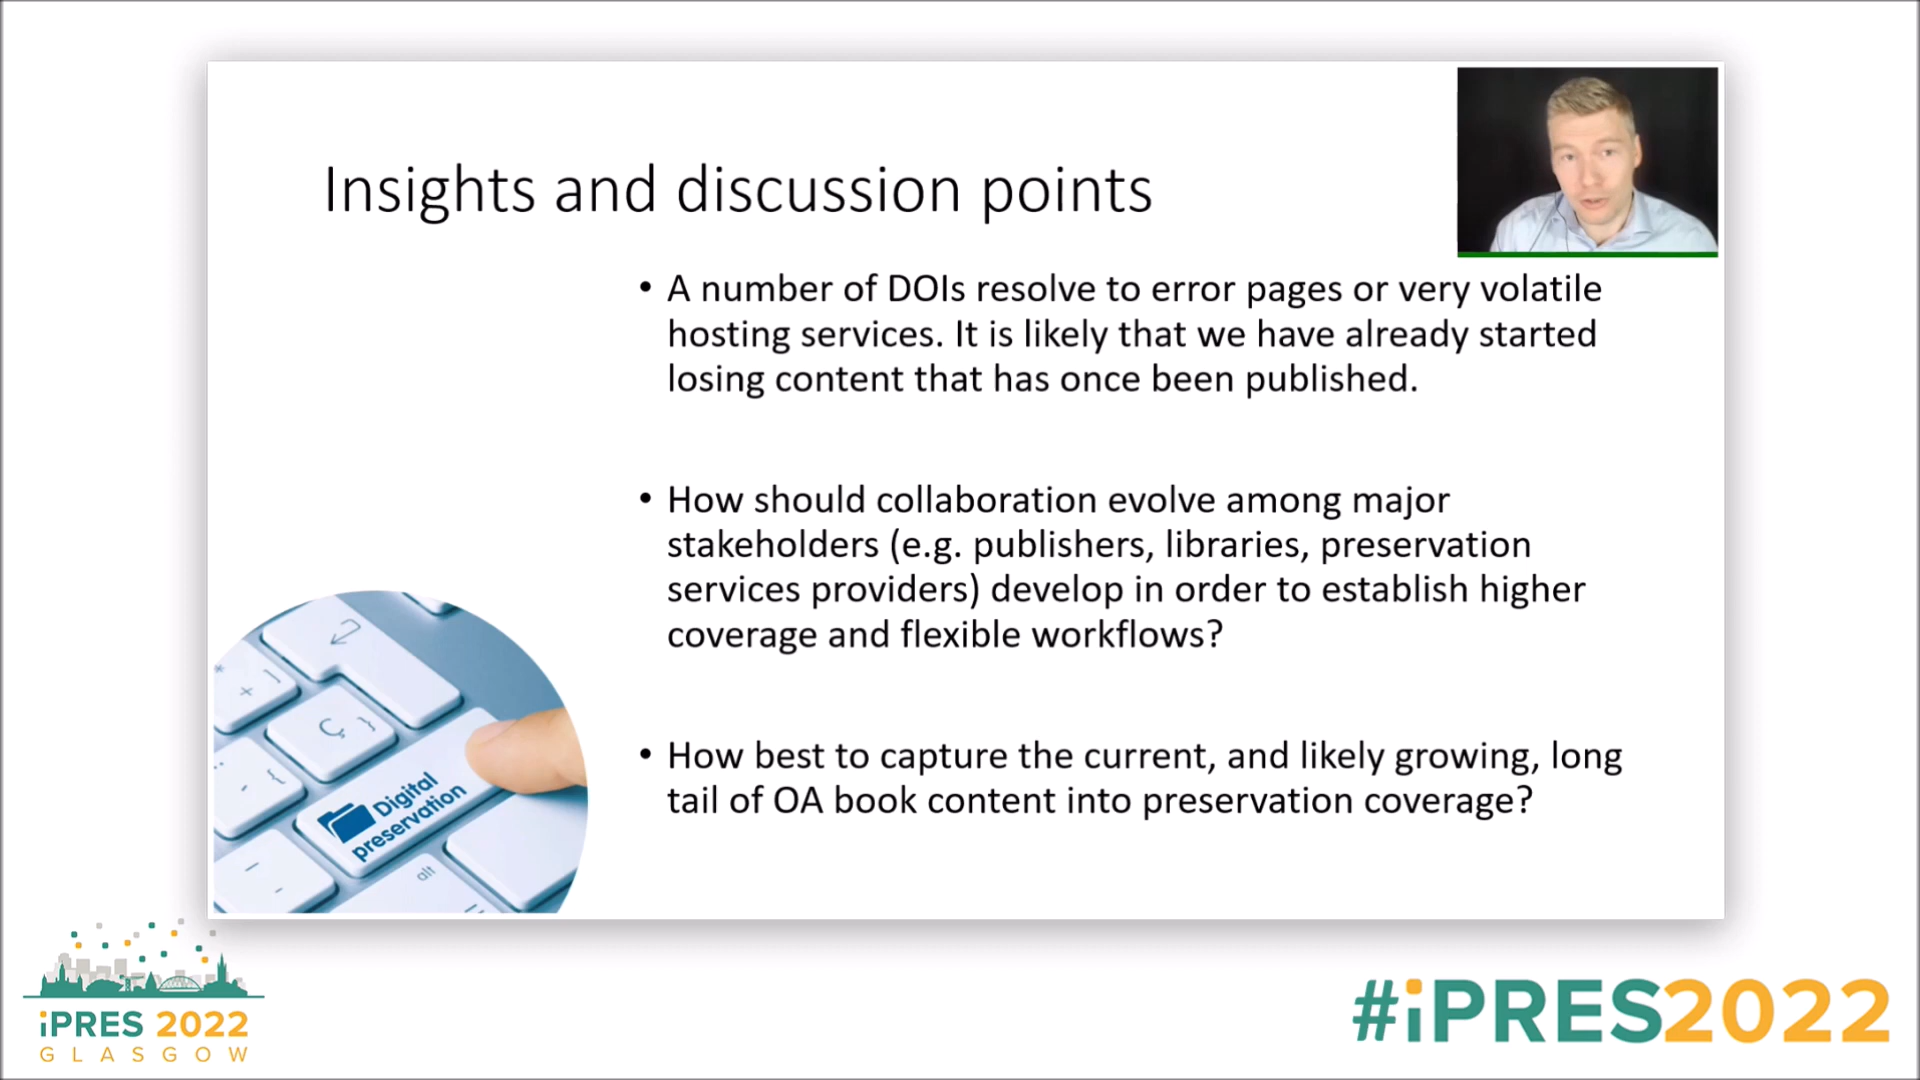 Insights and discussion points
• A number of DOIs resolve to error pages or very volatile
hosting services. It is likely that we have already started
losing content that has once been published.
• How should collaboration evolve among major
stakeholders (e.g. publishers, libraries, preservation
services providers) develop in order to establish higher
coverage and flexible workflows?
• How best to capture the current, and likely growing, long
tail of OA book content into preservation coverage?
Digital
preservation
Ç
alt
iPRES 2022
GLASGOW
#iPRES2022